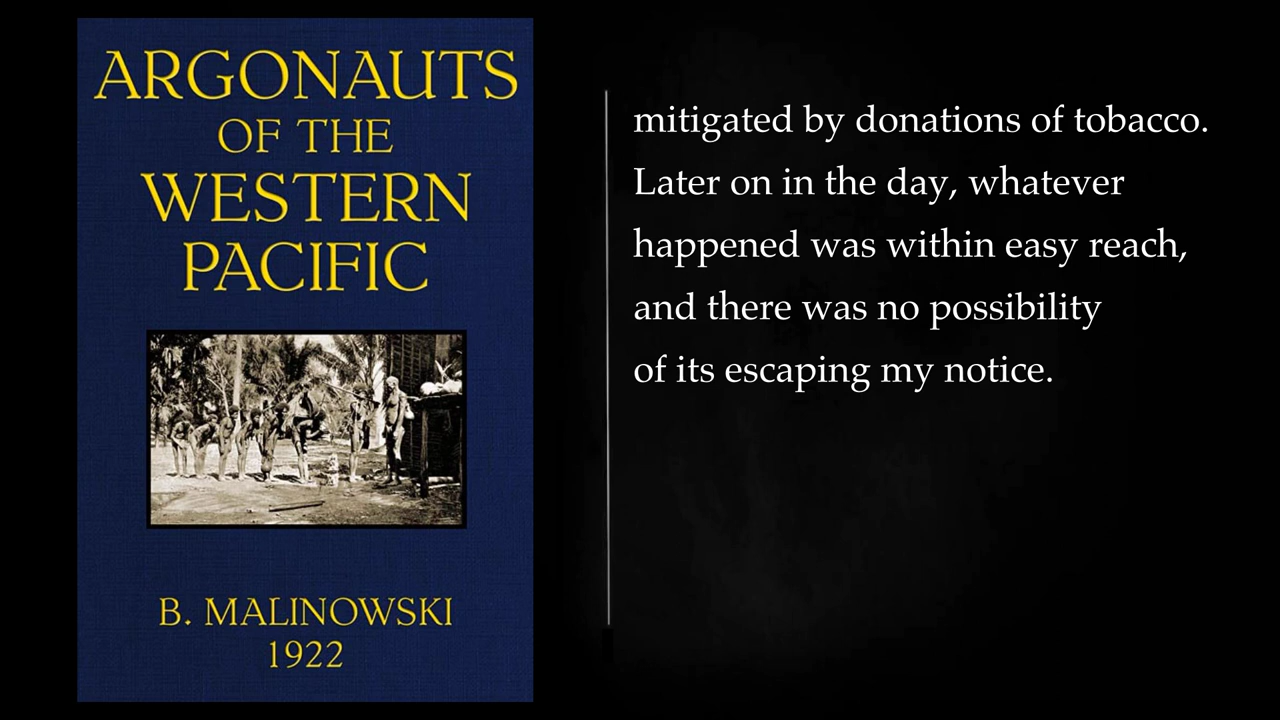 ARGONAUTS
OF THE
WESTERN
PACIFIC
B. MALINOWSKI
1922
mitigated by donations of tobacco.
Later on in the day, whatever
happened was within easy reach,
and there was no possibility
of its escaping my notice.